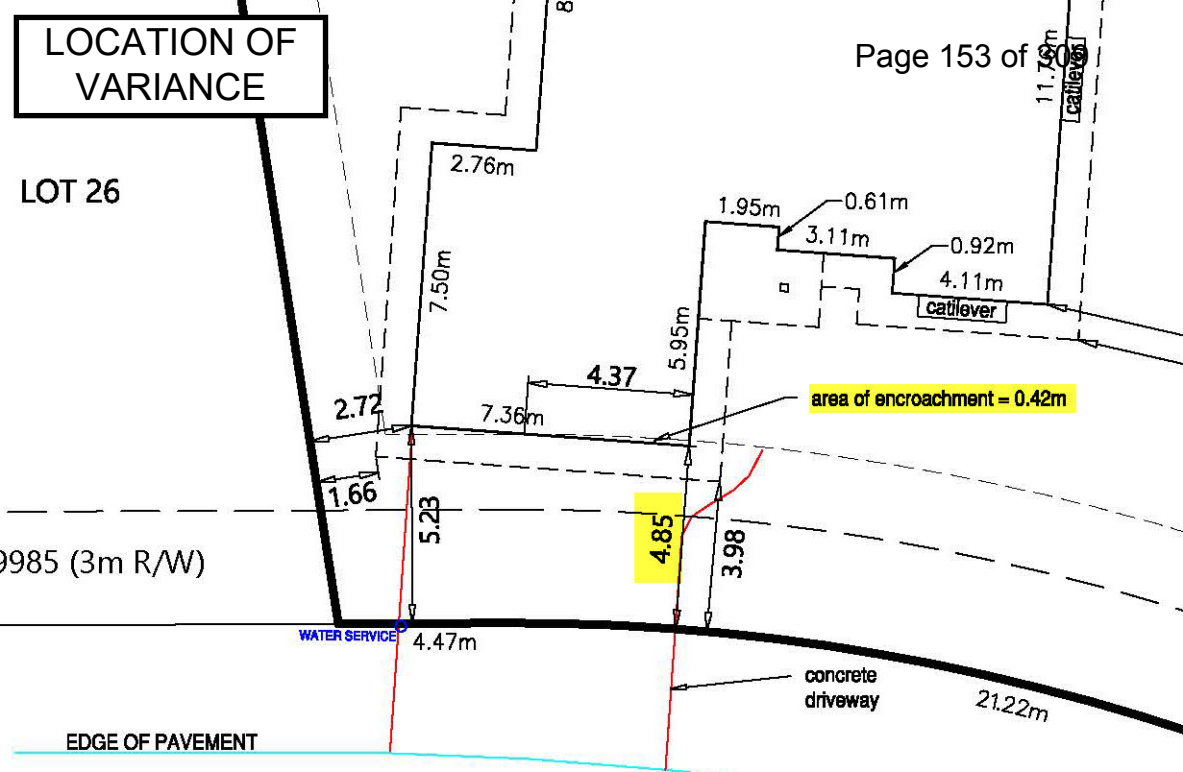 LOCATION OF
VARIANCE
8
Page 153 of 309
catilever
LOT 26
2.76m
1.95m
0.61m
3.11m
0.92m
4.11m
catilever
7.50m
5.95m
4.37
2.72
7.36m
area of encroachment = 0.42m
1.66
5.23
4.85
3.98
9985 (3m R/W)
WATER SERVICE
4.47m
concrete
driveway
21.22m
EDGE OF PAVEMENT